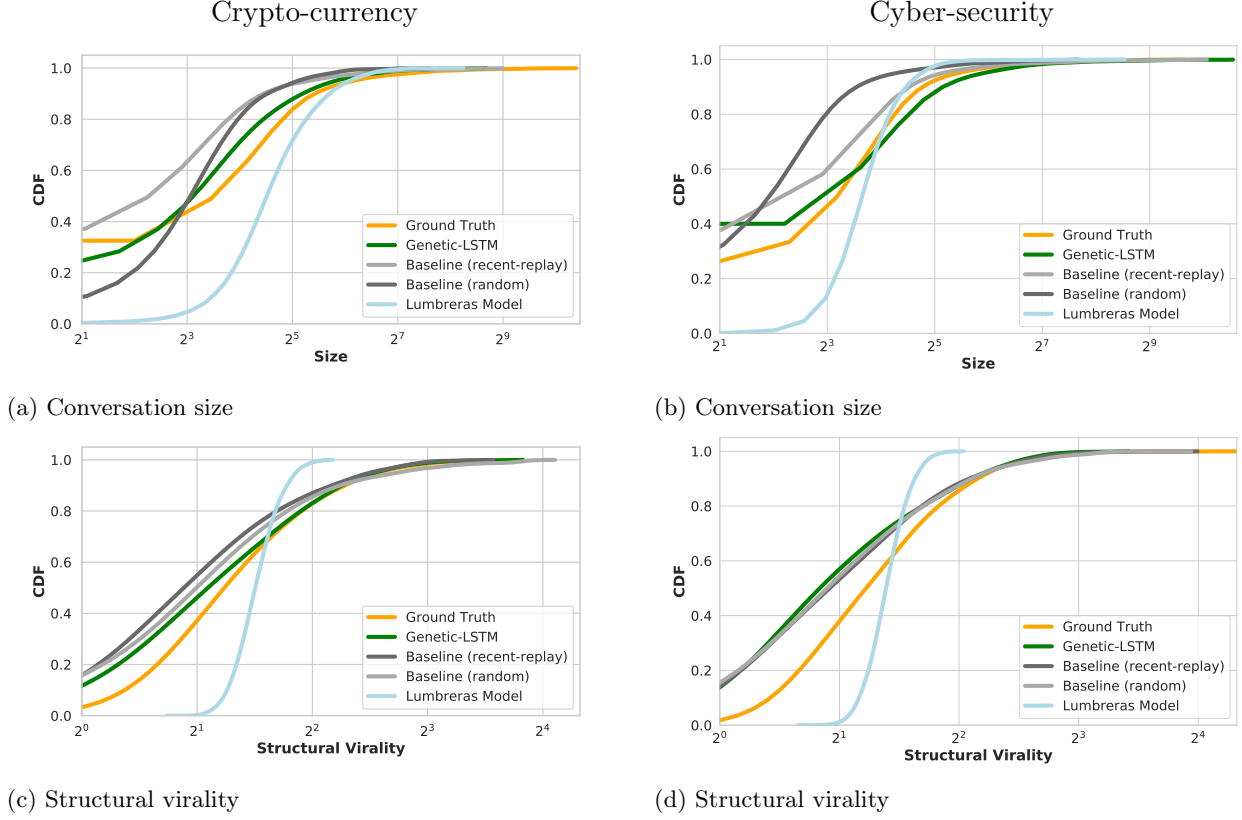 Crypto-currency
Cyber-security
1.0
0.8
0.6
0.4
0.2
0.0
CDF
2^1
2^3
2^5
2^7
2^9
Size
Ground Truth
Genetic-LSTM
Baseline (recent-replay)
Baseline (random)
Lumbreras Model
1.0
0.8
0.6
0.4
0.2
0.0
CDF
2^1
2^3
2^5
2^7
2^9
Size
Ground Truth
Genetic-LSTM
Baseline (recent-replay)
Baseline (random)
Lumbreras Model
(a) Conversation size
(b) Conversation size
1.0
0.8
0.6
0.4
0.2
0.0
CDF
2^0
2^1
2^2
2^3
2^4
Structural Virality
Ground Truth
Genetic-LSTM
Baseline (recent-replay)
Baseline (random)
Lumbreras Model
1.0
0.8
0.6
0.4
0.2
0.0
CDF
2^0
2^1
2^2
2^3
2^4
Structural Virality
Ground Truth
Genetic-LSTM
Baseline (recent-replay)
Baseline (random)
Lumbreras Model
(c) Structural virality
(d) Structural virality